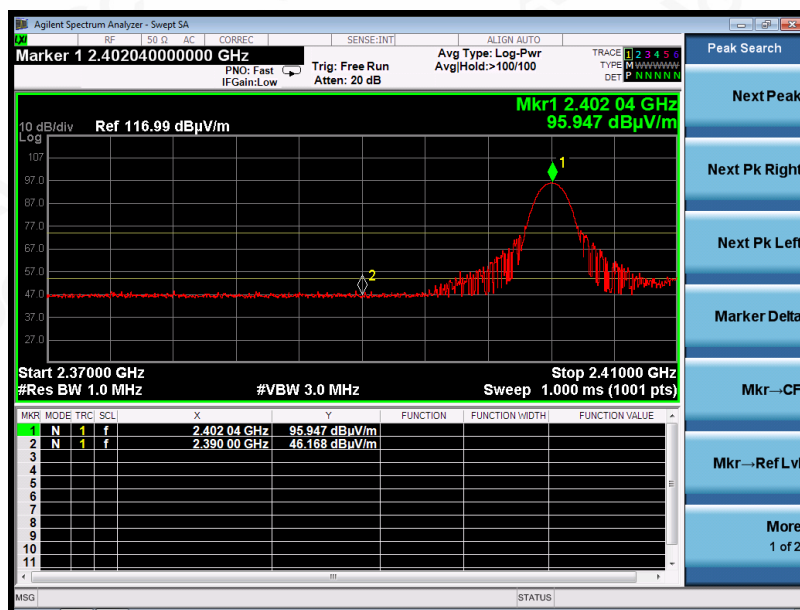 Agilent Spectrum Analyzer - Swept SA
LXI RF 50 Ω AC CORREC SENSE:INT ALIGN AUTO
Marker 1 2.402040000000 GHz
PNO: Fast
IFGain:Low
Trig: Free Run
Atten: 20 dB
Avg Type: Log-Pwr
Avg|Hold:>100/100
TRACE 1 2 3 4 5 6
TYPE M WWWWW
DET P N N N N N
Mkr1 2.402 04 GHz
95.947 dBµV/m
10 dB/div Ref 116.99 dBµV/m
Log
107
97.0
87.0
77.0
67.0
57.0
47.0
37.0
27.0
1
2
Start 2.37000 GHz Stop 2.41000 GHz
#Res BW 1.0 MHz #VBW 3.0 MHz Sweep 1.000 ms (1001 pts)
MKR MODE TRC SCL X Y FUNCTION FUNCTION WIDTH FUNCTION VALUE
1 N 1 f 2.402 04 GHz 95.947 dBµV/m
2 N 1 f 2.390 00 GHz 46.168 dBµV/m
3
4
5
6
7
8
9
10
11
MSG STATUS
Peak Search
Next Peak
Next Pk Right
Next Pk Left
Marker Delta
Mkr→CF
Mkr→Ref Lvl
More
1 of 2